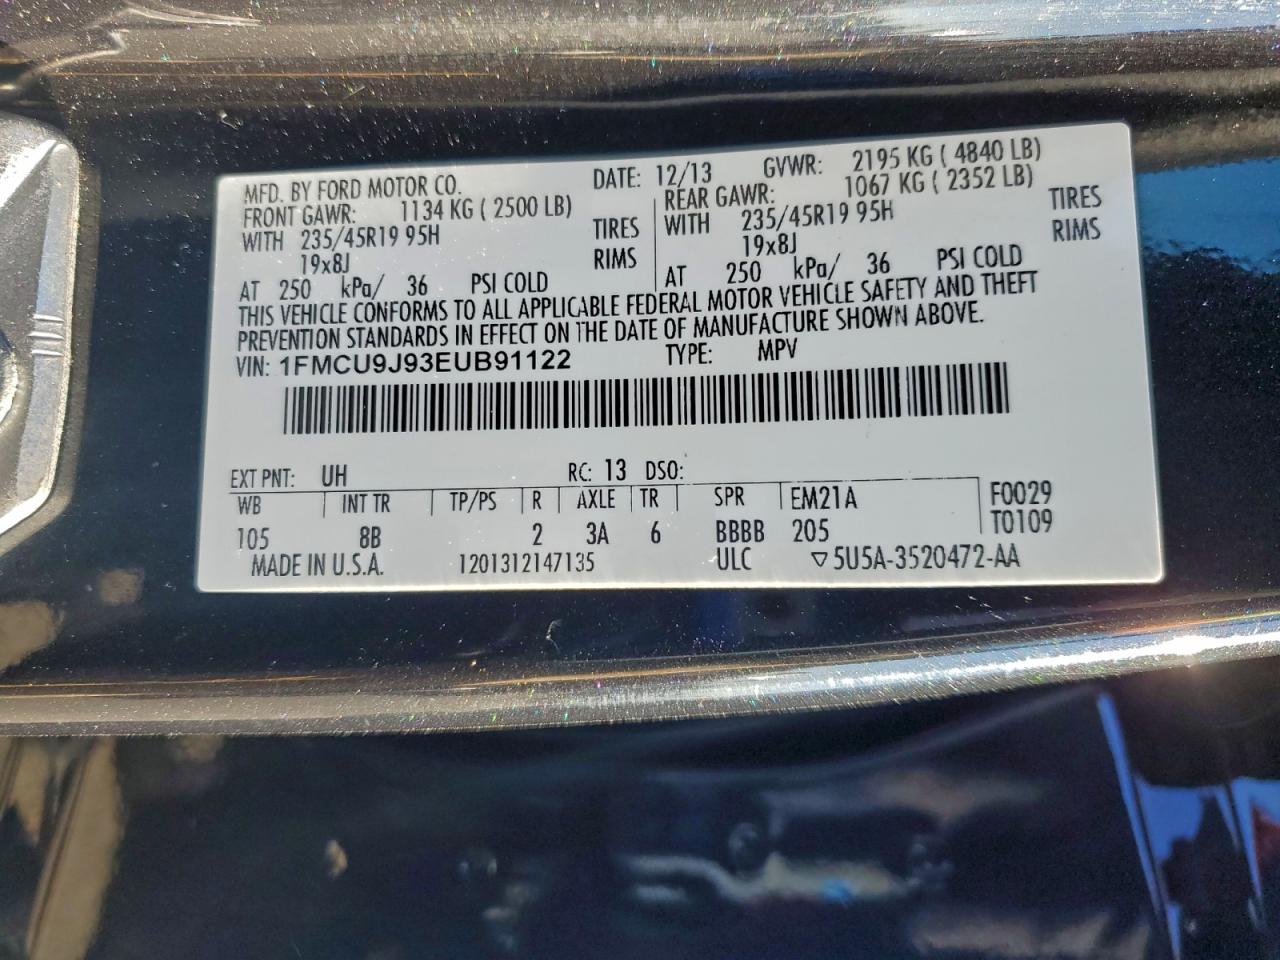 MFD. BY FORD MOTOR CO. DATE: 12/13 GVWR: 2195 KG ( 4840 LB)
FRONT GAWR: 1134 KG ( 2500 LB) REAR GAWR: 1067 KG ( 2352 LB)
WITH 235/45R19 95H TIRES WITH 235/45R19 95H TIRES
19x8J RIMS 19x8J RIMS
AT 250 kPa/ 36 PSI COLD AT 250 kPa/ 36 PSI COLD
THIS VEHICLE CONFORMS TO ALL APPLICABLE FEDERAL MOTOR VEHICLE SAFETY AND THEFT
PREVENTION STANDARDS IN EFFECT ON THE DATE OF MANUFACTURE SHOWN ABOVE.
VIN: 1FMCU9J93EUB91122 TYPE: MPV
EXT PNT: UH RC: 13 DSO:
WB INT TR TP/PS R AXLE TR SPR EM21A F0029
105 8B 2 3A 6 BBBB 205 T0109
MADE IN U.S.A. 1201312147135 ULC ▽5U5A-3520472-AA